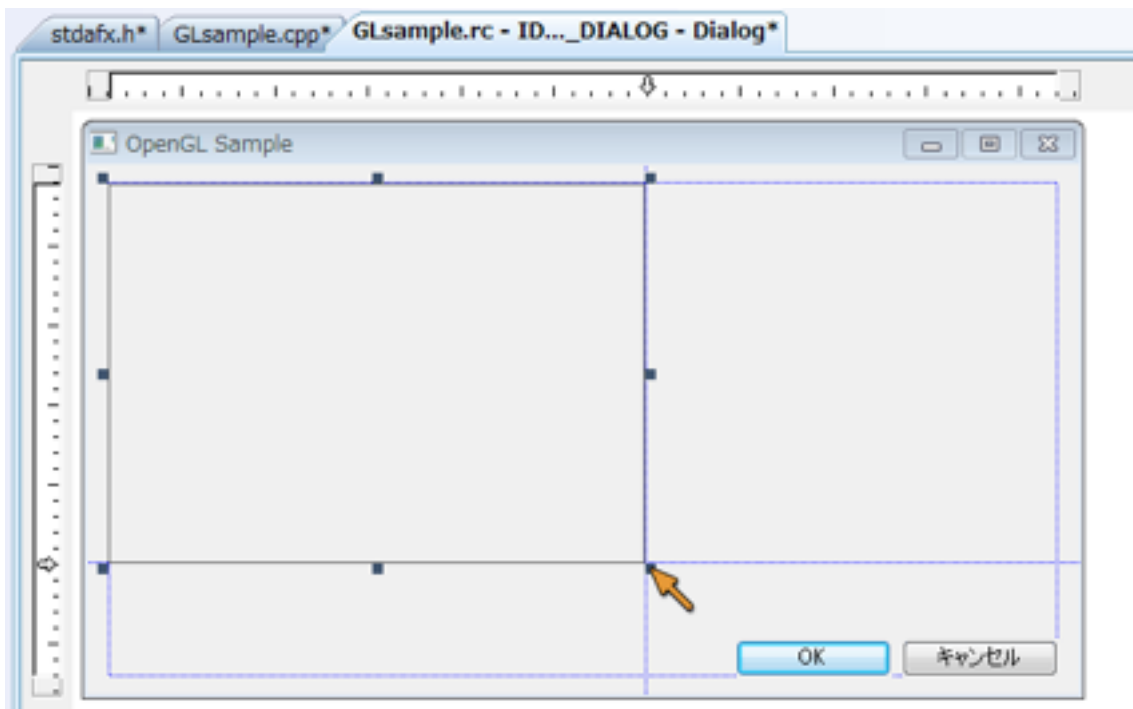 stdafx.h* GLsample.cpp* GLsample.rc - ID..._DIALOG - Dialog*
OpenGL Sample
OK キャンセル